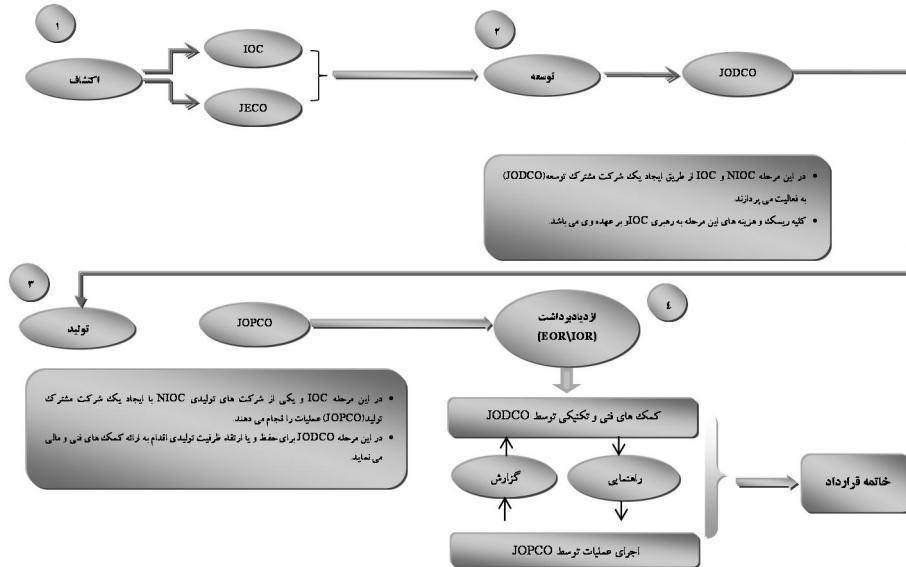 ۱
اکتشاف
IOC
JECO
۲
توسعه
JODCO
• در این مرحله NIOC و IOC از طریق ایجاد یک شرکت مشترک توسعه(JODCO)
به فعالیت می پردازند.
• کلیه ریسک و هزینه های این مرحله به رهبری IOCو بر عهده وی می باشد.
۳
تولید
JOPCO
• در این مرحله IOC و یکی از شرکت های تولیدی NIOC با ایجاد یک شرکت مشترک
تولید(JOPCO) عملیات را انجام می دهند.
• در این مرحله JODCO برای حفظ و یا ارتقاء ظرفیت تولیدی اقدام به ارائه کمک های فنی و مالی
می نماید.
٤
ازدیادبرداشت
(EOR\IOR)
کمک های فنی و تکنیکی توسط JODCO
گزارش
راهنمایی
اجرای عملیات توسط JOPCO
خاتمه قرارداد